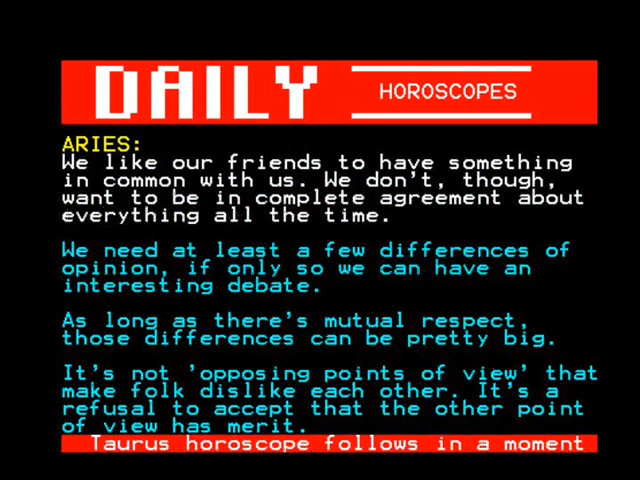 DAILY
HOROSCOPES
ARIES:
We like our friends to have something
in common with us. We don't, though,
want to be in complete agreement about
everything all the time.
We need at least a few differences of
opinion, if only so we can have an
interesting debate.
As long as there's mutual respect,
those differences can be pretty big.
It's not 'opposing points of view' that
make folk dislike each other. It's a
refusal to accept that the other point
of view has merit.
Taurus horoscope follows in a moment